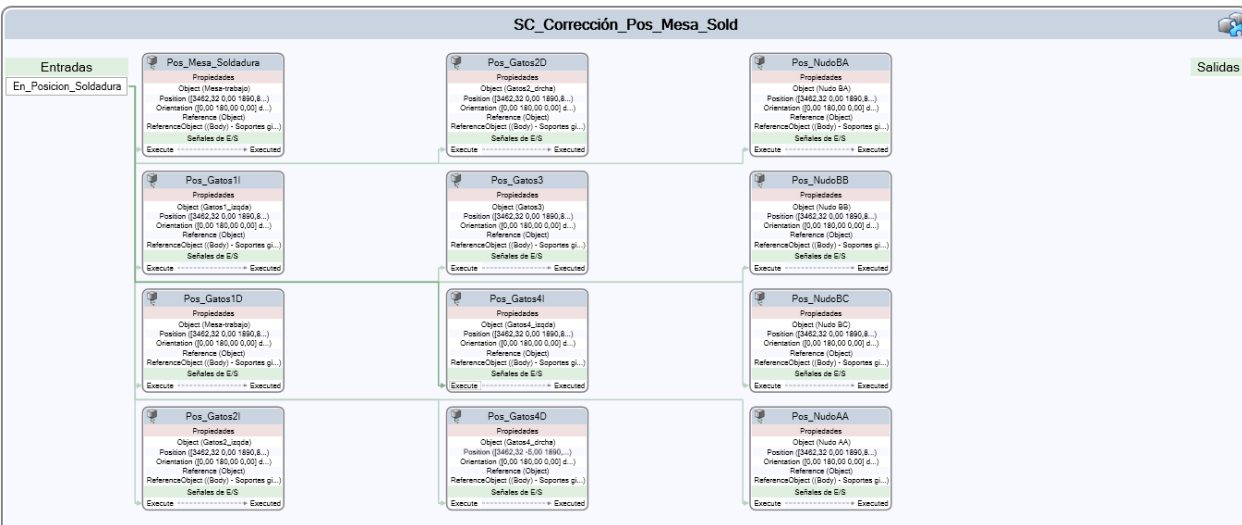 SC_Corrección_Pos_Mesa_Sold
Entradas
En_Posicion_Soldadura
Salidas
Pos_Mesa_Soldadura
Propiedades
Object (Mesa-trabajo)
Position ([3462,32 0,00 1890,8...)
Orientation ([0,00 180,00 0,00] d...)
Reference (Object)
ReferenceObject ((Body) - Soportes gi...)
Señales de E/S
Execute Executed
Pos_Gatos2D
Propiedades
Object (Gatos2_drcha)
Position ([3462,32 0,00 1890,8...)
Orientation ([0,00 180,00 0,00] d...)
Reference (Object)
ReferenceObject ((Body) - Soportes gi...)
Señales de E/S
Execute Executed
Pos_NudoBA
Propiedades
Object (Nudo BA)
Position ([3462,32 0,00 1890,8...)
Orientation ([0,00 180,00 0,00] d...)
Reference (Object)
ReferenceObject ((Body) - Soportes gi...)
Señales de E/S
Execute Executed
Pos_Gatos1I
Propiedades
Object (Gatos1_izqda)
Position ([3462,32 0,00 1890,8...)
Orientation ([0,00 180,00 0,00] d...)
Reference (Object)
ReferenceObject ((Body) - Soportes gi...)
Señales de E/S
Execute Executed
Pos_Gatos3
Propiedades
Object (Gatos3)
Position ([3462,32 0,00 1890,8...)
Orientation ([0,00 180,00 0,00] d...)
Reference (Object)
ReferenceObject ((Body) - Soportes gi...)
Señales de E/S
Execute Executed
Pos_NudoBB
Propiedades
Object (Nudo BB)
Position ([3462,32 0,00 1890,8...)
Orientation ([0,00 180,00 0,00] d...)
Reference (Object)
ReferenceObject ((Body) - Soportes gi...)
Señales de E/S
Execute Executed
Pos_Gatos1D
Propiedades
Object (Mesa-trabajo)
Position ([3462,32 0,00 1890,8...)
Orientation ([0,00 180,00 0,00] d...)
Reference (Object)
ReferenceObject ((Body) - Soportes gi...)
Señales de E/S
Execute Executed
Pos_Gatos4I
Propiedades
Object (Gatos4_izqda)
Position ([3462,32 0,00 1890,8...)
Orientation ([0,00 180,00 0,00] d...)
Reference (Object)
ReferenceObject ((Body) - Soportes gi...)
Señales de E/S
Execute Executed
Pos_NudoBC
Propiedades
Object (Nudo BC)
Position ([3462,32 0,00 1890,8...)
Orientation ([0,00 180,00 0,00] d...)
Reference (Object)
ReferenceObject ((Body) - Soportes gi...)
Señales de E/S
Execute Executed
Pos_Gatos2I
Propiedades
Object (Gatos2_izqda)
Position ([3462,32 0,00 1890,8...)
Orientation ([0,00 180,00 0,00] d...)
Reference (Object)
ReferenceObject ((Body) - Soportes gi...)
Señales de E/S
Execute Executed
Pos_Gatos4D
Propiedades
Object (Gatos4_drcha)
Position ([3462,32 -5,00 1890,...)
Orientation ([0,00 180,00 0,00] d...)
Reference (Object)
ReferenceObject ((Body) - Soportes gi...)
Señales de E/S
Execute Executed
Pos_NudoAA
Propiedades
Object (Nudo AA)
Position ([3462,32 0,00 1890,8...)
Orientation ([0,00 180,00 0,00] d...)
Reference (Object)
ReferenceObject ((Body) - Soportes gi...)
Señales de E/S
Execute Executed